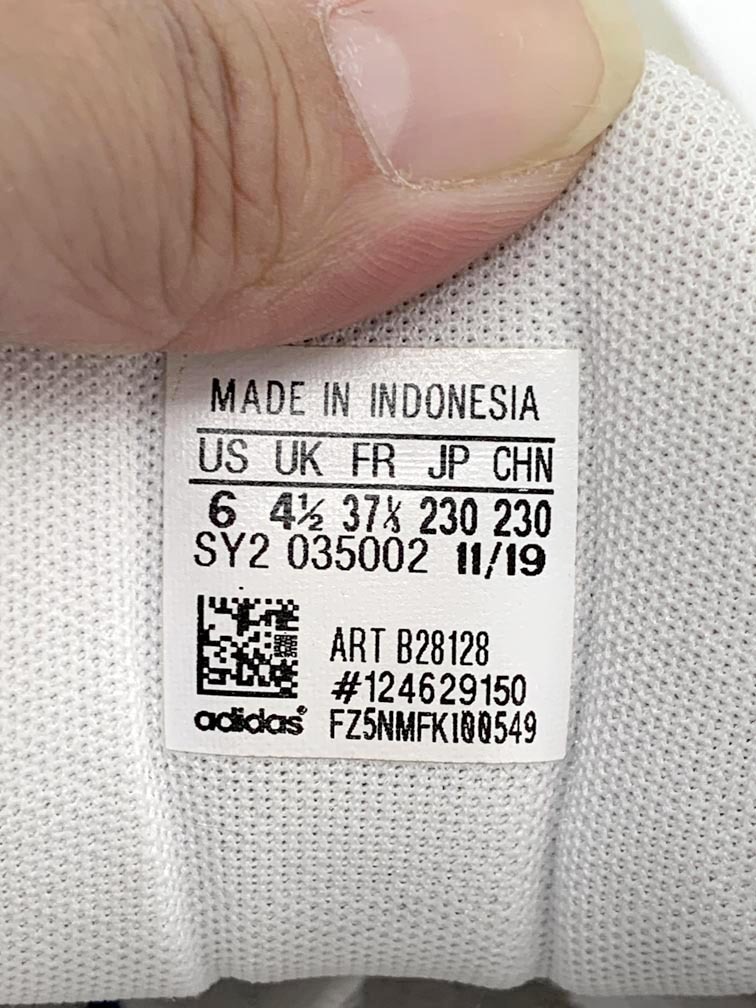 MADE IN INDONESIA
US UK FR JP CHN
6 4½ 37⅓ 230 230
SY2 035002 11/19
ART B28128
#124629150
adidas® FZ5NMFKI00549